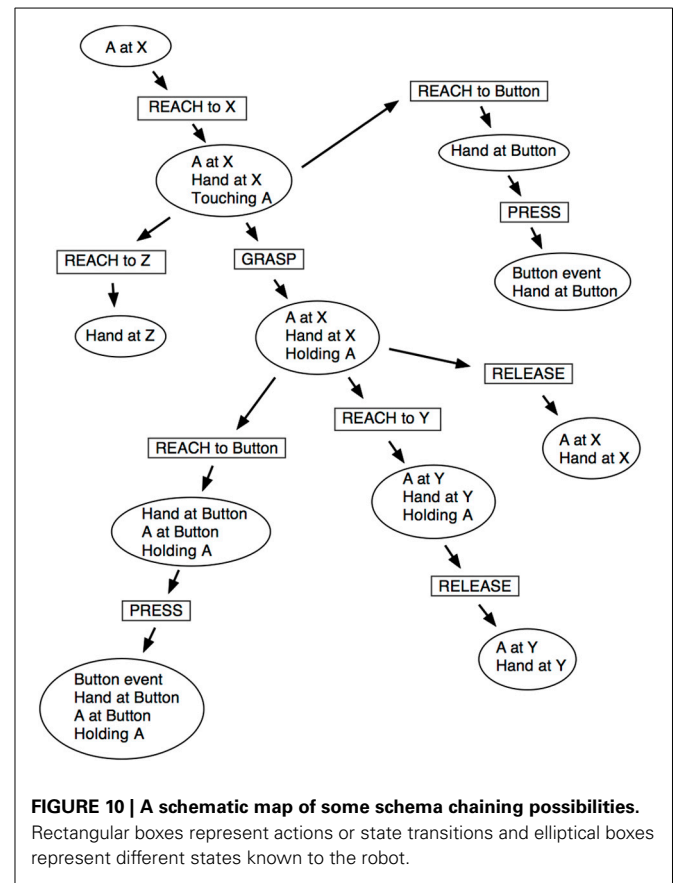 A at X
REACH to X
REACH to Button
A at X
Hand at X
Touching A
Hand at Button
PRESS
REACH to Z
GRASP
Button event
Hand at Button
Hand at Z
A at X
Hand at X
Holding A
RELEASE
REACH to Y
REACH to Button
A at X
Hand at X
A at Y
Hand at Y
Holding A
Hand at Button
A at Button
Holding A
RELEASE
PRESS
A at Y
Hand at Y
Button event
Hand at Button
A at Button
Holding A
FIGURE 10 | A schematic map of some schema chaining possibilities.
Rectangular boxes represent actions or state transitions and elliptical boxes
represent different states known to the robot.